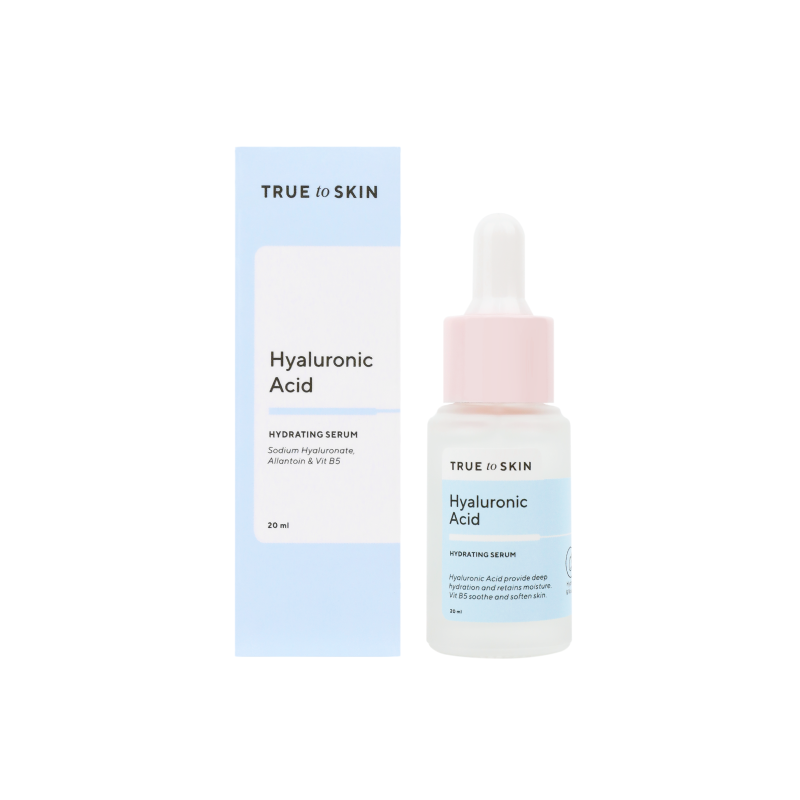 TRUE to SKIN
Hyaluronic
Acid
HYDRATING SERUM
Sodium Hyaluronate,
Allantoin & Vit B5
20 ml
TRUE to SKIN
Hyaluronic
Acid
HYDRATING SERUM
Hyaluronic Acid provide deep
hydration and retains moisture.
Vit B5 soothe and soften skin.
20 ml